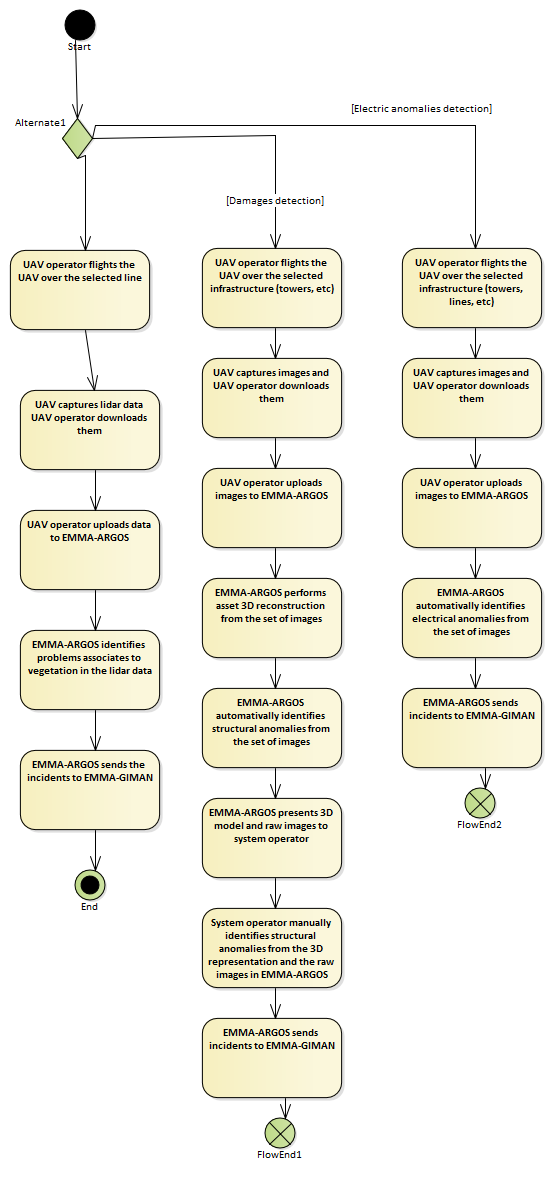 Start
Alternate1
[Electric anomalies detection]
[Damages detection]
UAV operator flights the
UAV over the selected line
UAV captures lidar data
UAV operator downloads
them
UAV operator uploads data
to EMMA-ARGOS
EMMA-ARGOS identifies
problems associates to
vegetation in the lidar data
EMMA-ARGOS sends the
incidents to EMMA-GIMAN
End
UAV operator flights the
UAV over the selected
infrastructure (towers, etc)
UAV captures images and
UAV operator downloads
them
UAV operator uploads
images to EMMA-ARGOS
EMMA-ARGOS performs
asset 3D reconstruction
from the set of images
EMMA-ARGOS
automativally identifies
structural anomalies from
the set of images
EMMA-ARGOS presents 3D
model and raw images to
system operator
System operator manually
identifies structural
anomalies from the 3D
representation and the raw
images in EMMA-ARGOS
EMMA-ARGOS sends
incidents to EMMA-GIMAN
FlowEnd1
UAV operator flights the
UAV over the selected
infrastructure (towers,
lines, etc)
UAV captures images and
UAV operator downloads
them
UAV operator uploads
images to EMMA-ARGOS
EMMA-ARGOS
automativally identifies
electrical anomalies from
the set of images
EMMA-ARGOS sends
incidents to EMMA-GIMAN
FlowEnd2